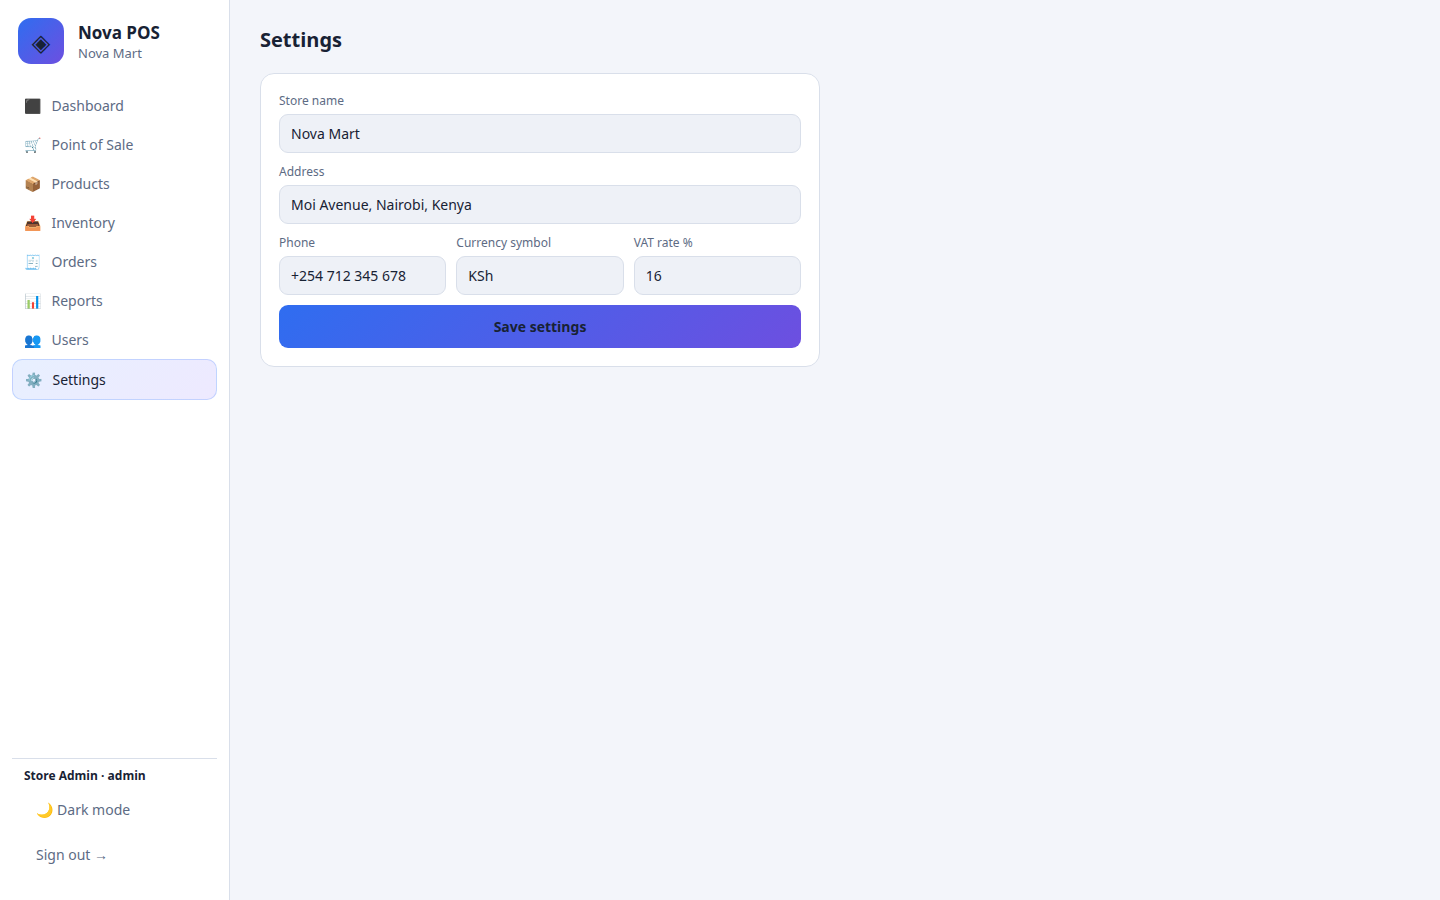 Nova POS
Nova Mart
Dashboard
Point of Sale
Products
Inventory
Orders
Reports
Users
Settings
Store Admin · admin
Dark mode
Sign out →
Settings
Store name
Nova Mart
Address
Moi Avenue, Nairobi, Kenya
Phone Currency symbol VAT rate %
+254 712 345 678 KSh 16
Save settings